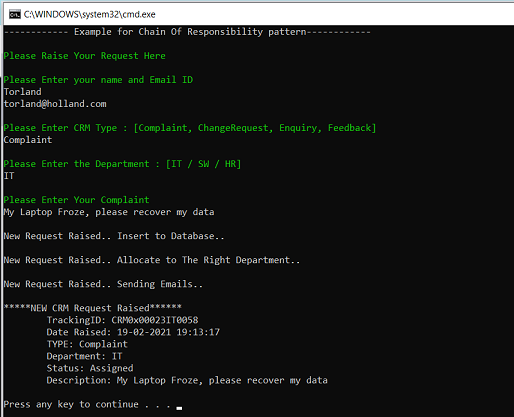 C:\WINDOWS\system32\cmd.exe
------------ Example for Chain Of Responsibility pattern------------
Please Raise Your Request Here
Please Enter your name and Email ID
Torland
torland@holland.com
Please Enter CRM Type : [Complaint, ChangeRequest, Enquiry, Feedback]
Complaint
Please Enter the Department : [IT / SW / HR]
IT
Please Enter Your Complaint
My Laptop Froze, please recover my data
New Request Raised.. Insert to Database..
New Request Raised.. Allocate to The Right Department..
New Request Raised.. Sending Emails..
*****NEW CRM Request Raised******
TrackingID: CRM0x00023IT0058
Date Raised: 19-02-2021 19:13:17
TYPE: Complaint
Department: IT
Status: Assigned
Description: My Laptop Froze, please recover my data
Press any key to continue . . .